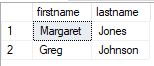 firstname lastname
1 Margaret Jones
2 Greg Johnson